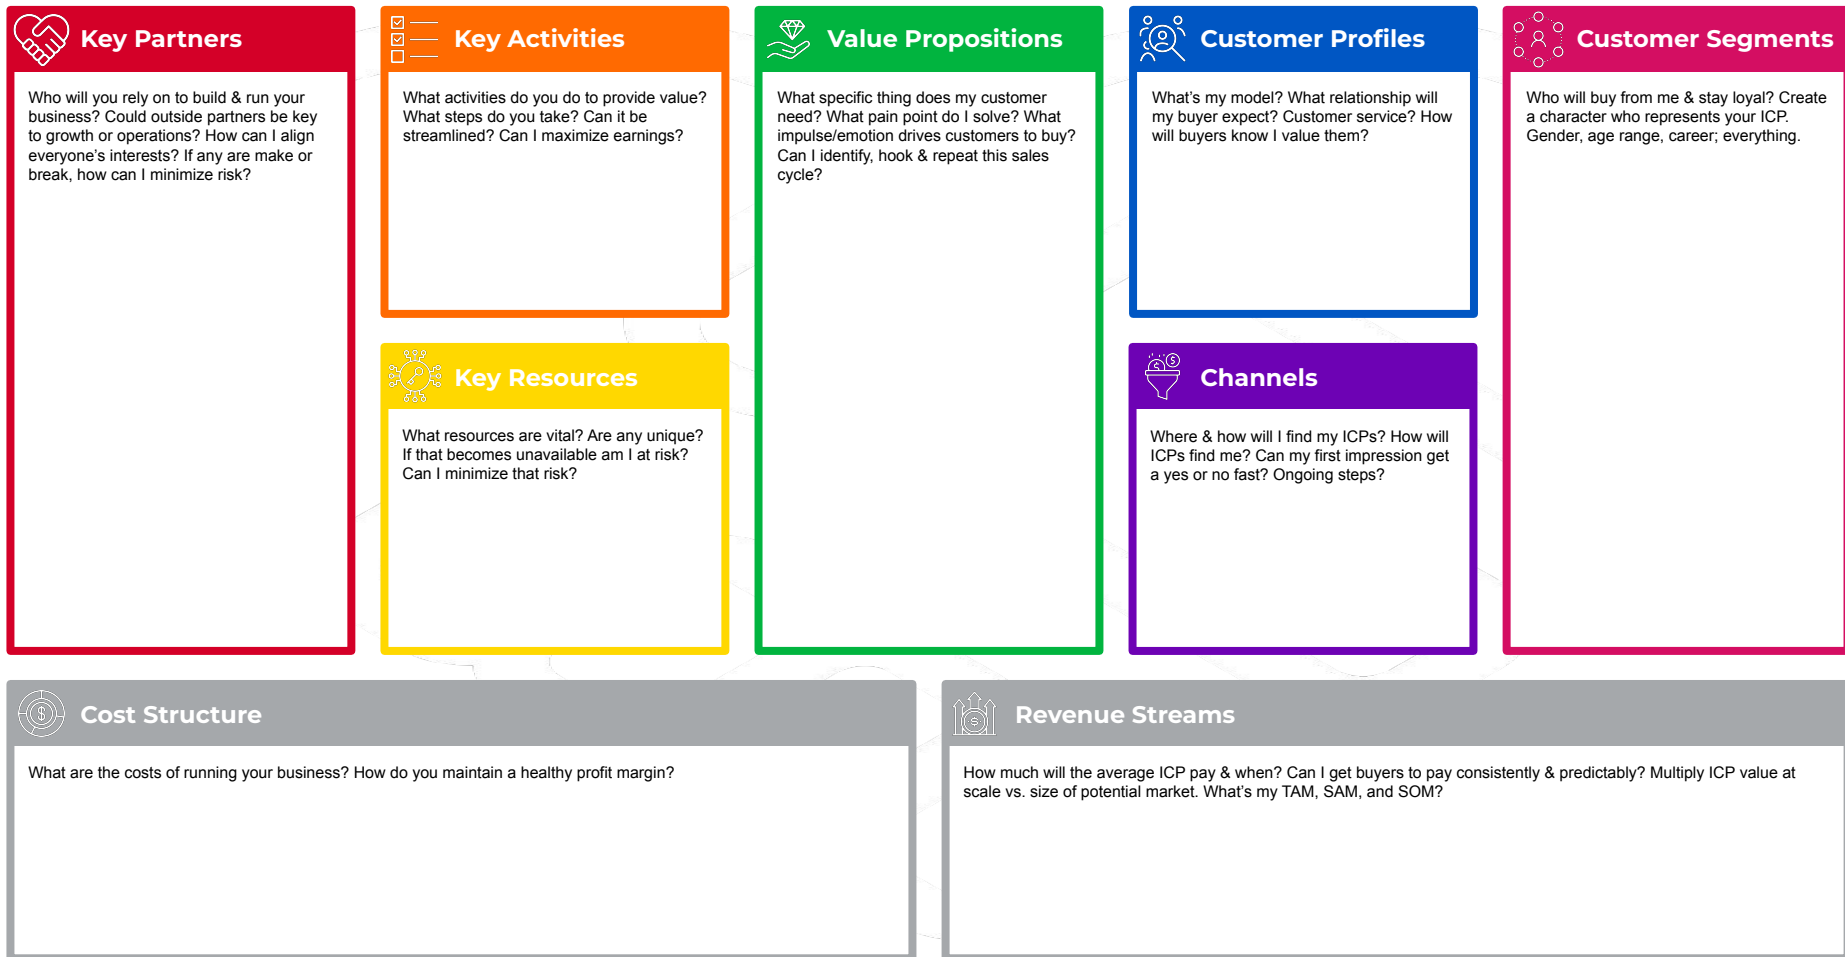 Key Partners
Who will you rely on to build & run your
business? Could outside partners be key
to growth or operations? How can I align
everyone's interests? If any are make or
break, how can I minimize risk?
Key Activities
What activities do you do to provide value?
What steps do you take? Can it be
streamlined? Can I maximize earnings?
Key Resources
What resources are vital? Are any unique?
If that becomes unavailable am I at risk?
Can I minimize that risk?
Value Propositions
What specific thing does my customer
need? What pain point do I solve? What
impulse/emotion drives customers to buy?
Can I identify, hook & repeat this sales
cycle?
Customer Profiles
What's my model? What relationship will
my buyer expect? Customer service? How
will buyers know I value them?
Channels
Where & how will I find my ICPs? How will
ICPs find me? Can my first impression get
a yes or no fast? Ongoing steps?
Customer Segments
Who will buy from me & stay loyal? Create
a character who represents your ICP.
Gender, age range, career; everything.
Cost Structure
What are the costs of running your business? How do you maintain a healthy profit margin?
Revenue Streams
How much will the average ICP pay & when? Can I get buyers to pay consistently & predictably? Multiply ICP value at
scale vs. size of potential market. What's my TAM, SAM, and SOM?